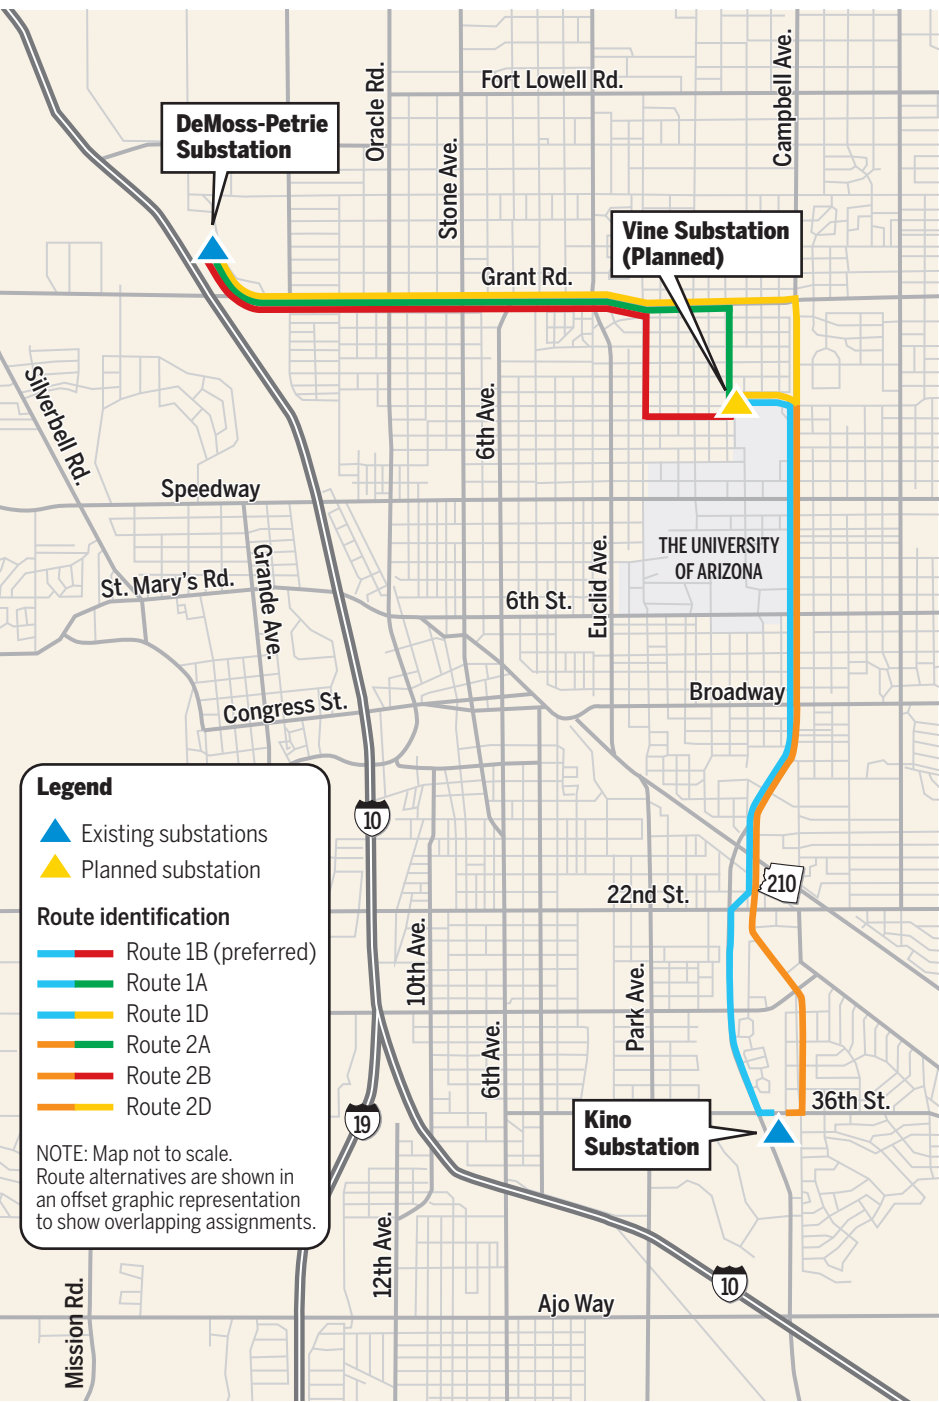 Fort Lowell Rd.
Campbell Ave.
Oracle Rd.
DeMoss-Petrie
Substation
Stone Ave.
Vine Substation
(Planned)
Grant Rd.
Silverbell Rd.
6th Ave.
Speedway
THE UNIVERSITY
OF ARIZONA
Euclid Ave.
Grande Ave.
St. Mary's Rd.
6th St.
Broadway
Congress St.
Legend
Existing substations
Planned substation
Route identification
Route 1B (preferred)
Route 1A
Route 1D
Route 2A
Route 2B
Route 2D
NOTE: Map not to scale.
Route alternatives are shown in
an offset graphic representation
to show overlapping assignments.
10
210
22nd St.
10th Ave.
Park Ave.
6th Ave.
36th St.
19
Kino
Substation
12th Ave.
10
Ajo Way
Mission Rd.